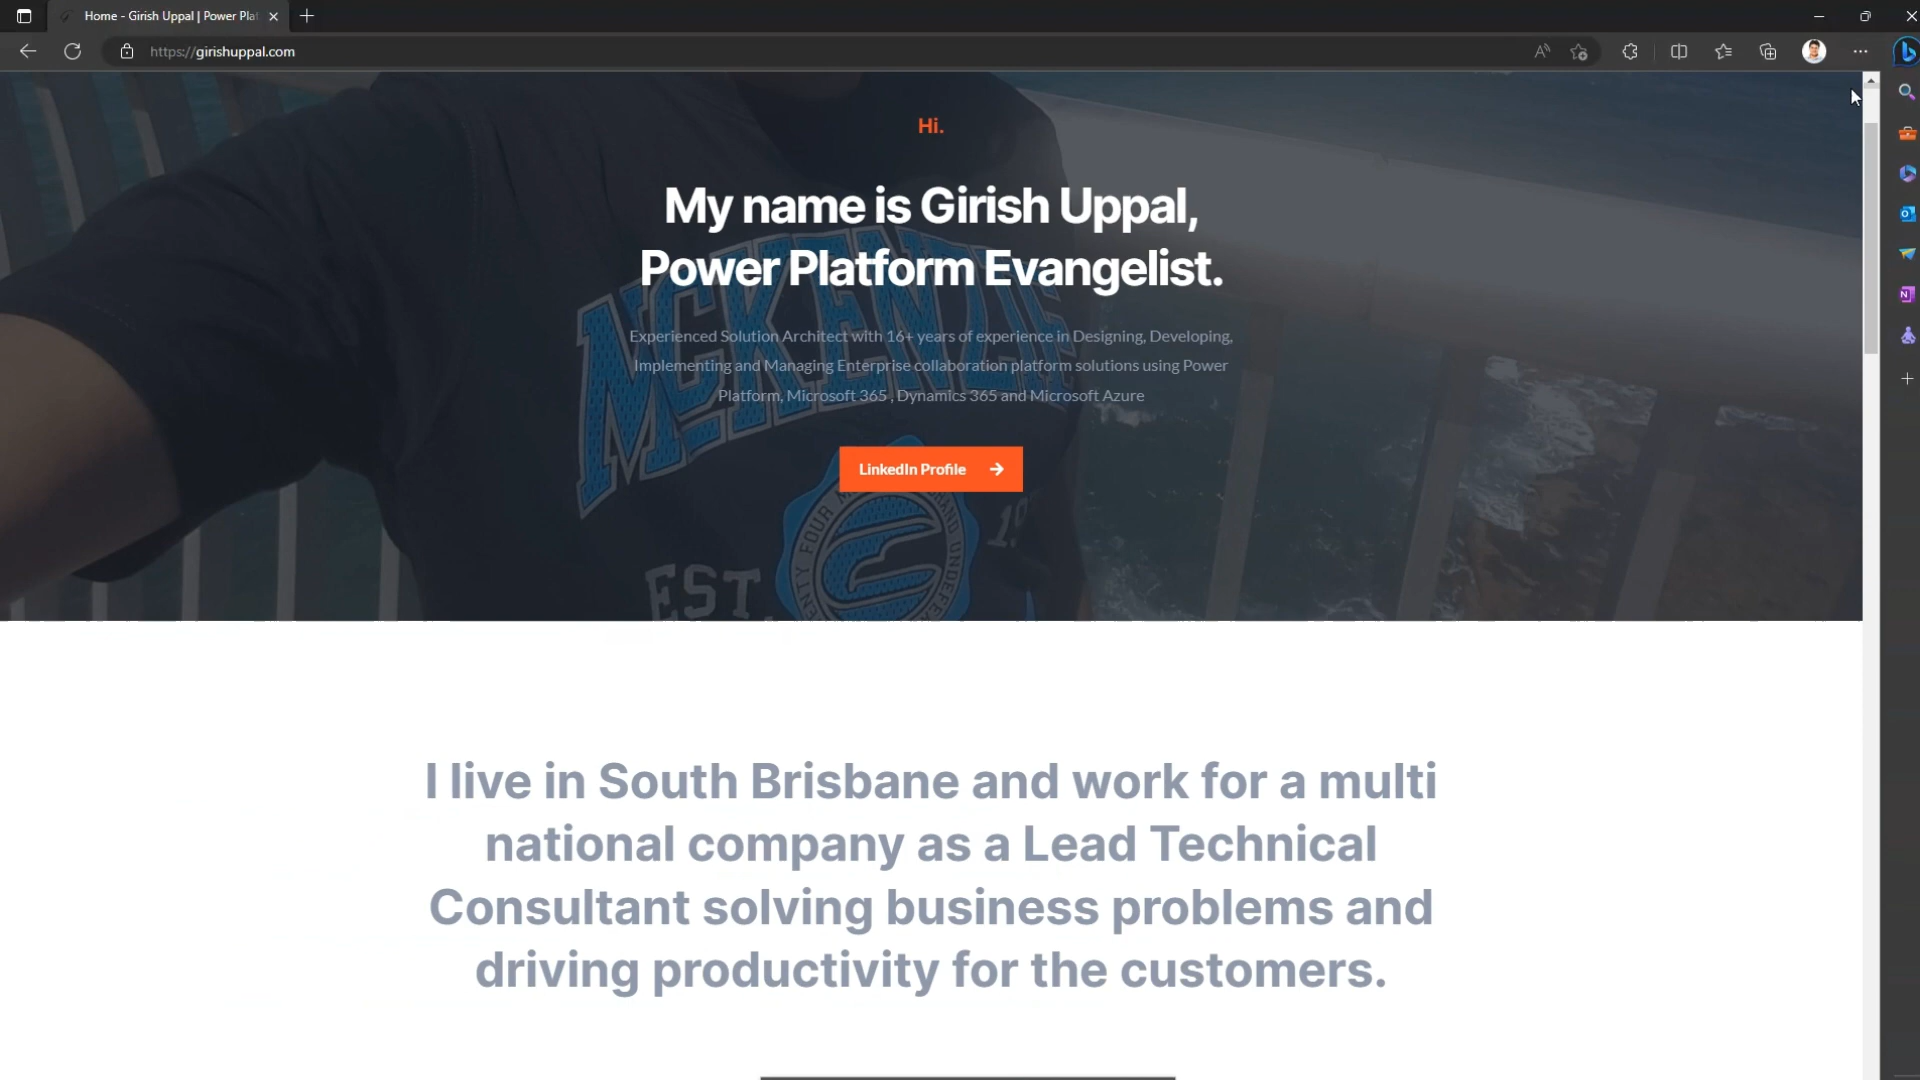 Home - Girish Uppal | Power Pla
https://girishuppal.com
Hi.
My name is Girish Uppal,
Power Platform Evangelist.
Experienced Solution Architect with 16+ years of experience in Designing, Developing,
Implementing and Managing Enterprise collaboration platform solutions using Power
Platform, Microsoft 365 , Dynamics 365 and Microsoft Azure
LinkedIn Profile
MCKENZIE
EST.
I live in South Brisbane and work for a multi
national company as a Lead Technical
Consultant solving business problems and
driving productivity for the customers.